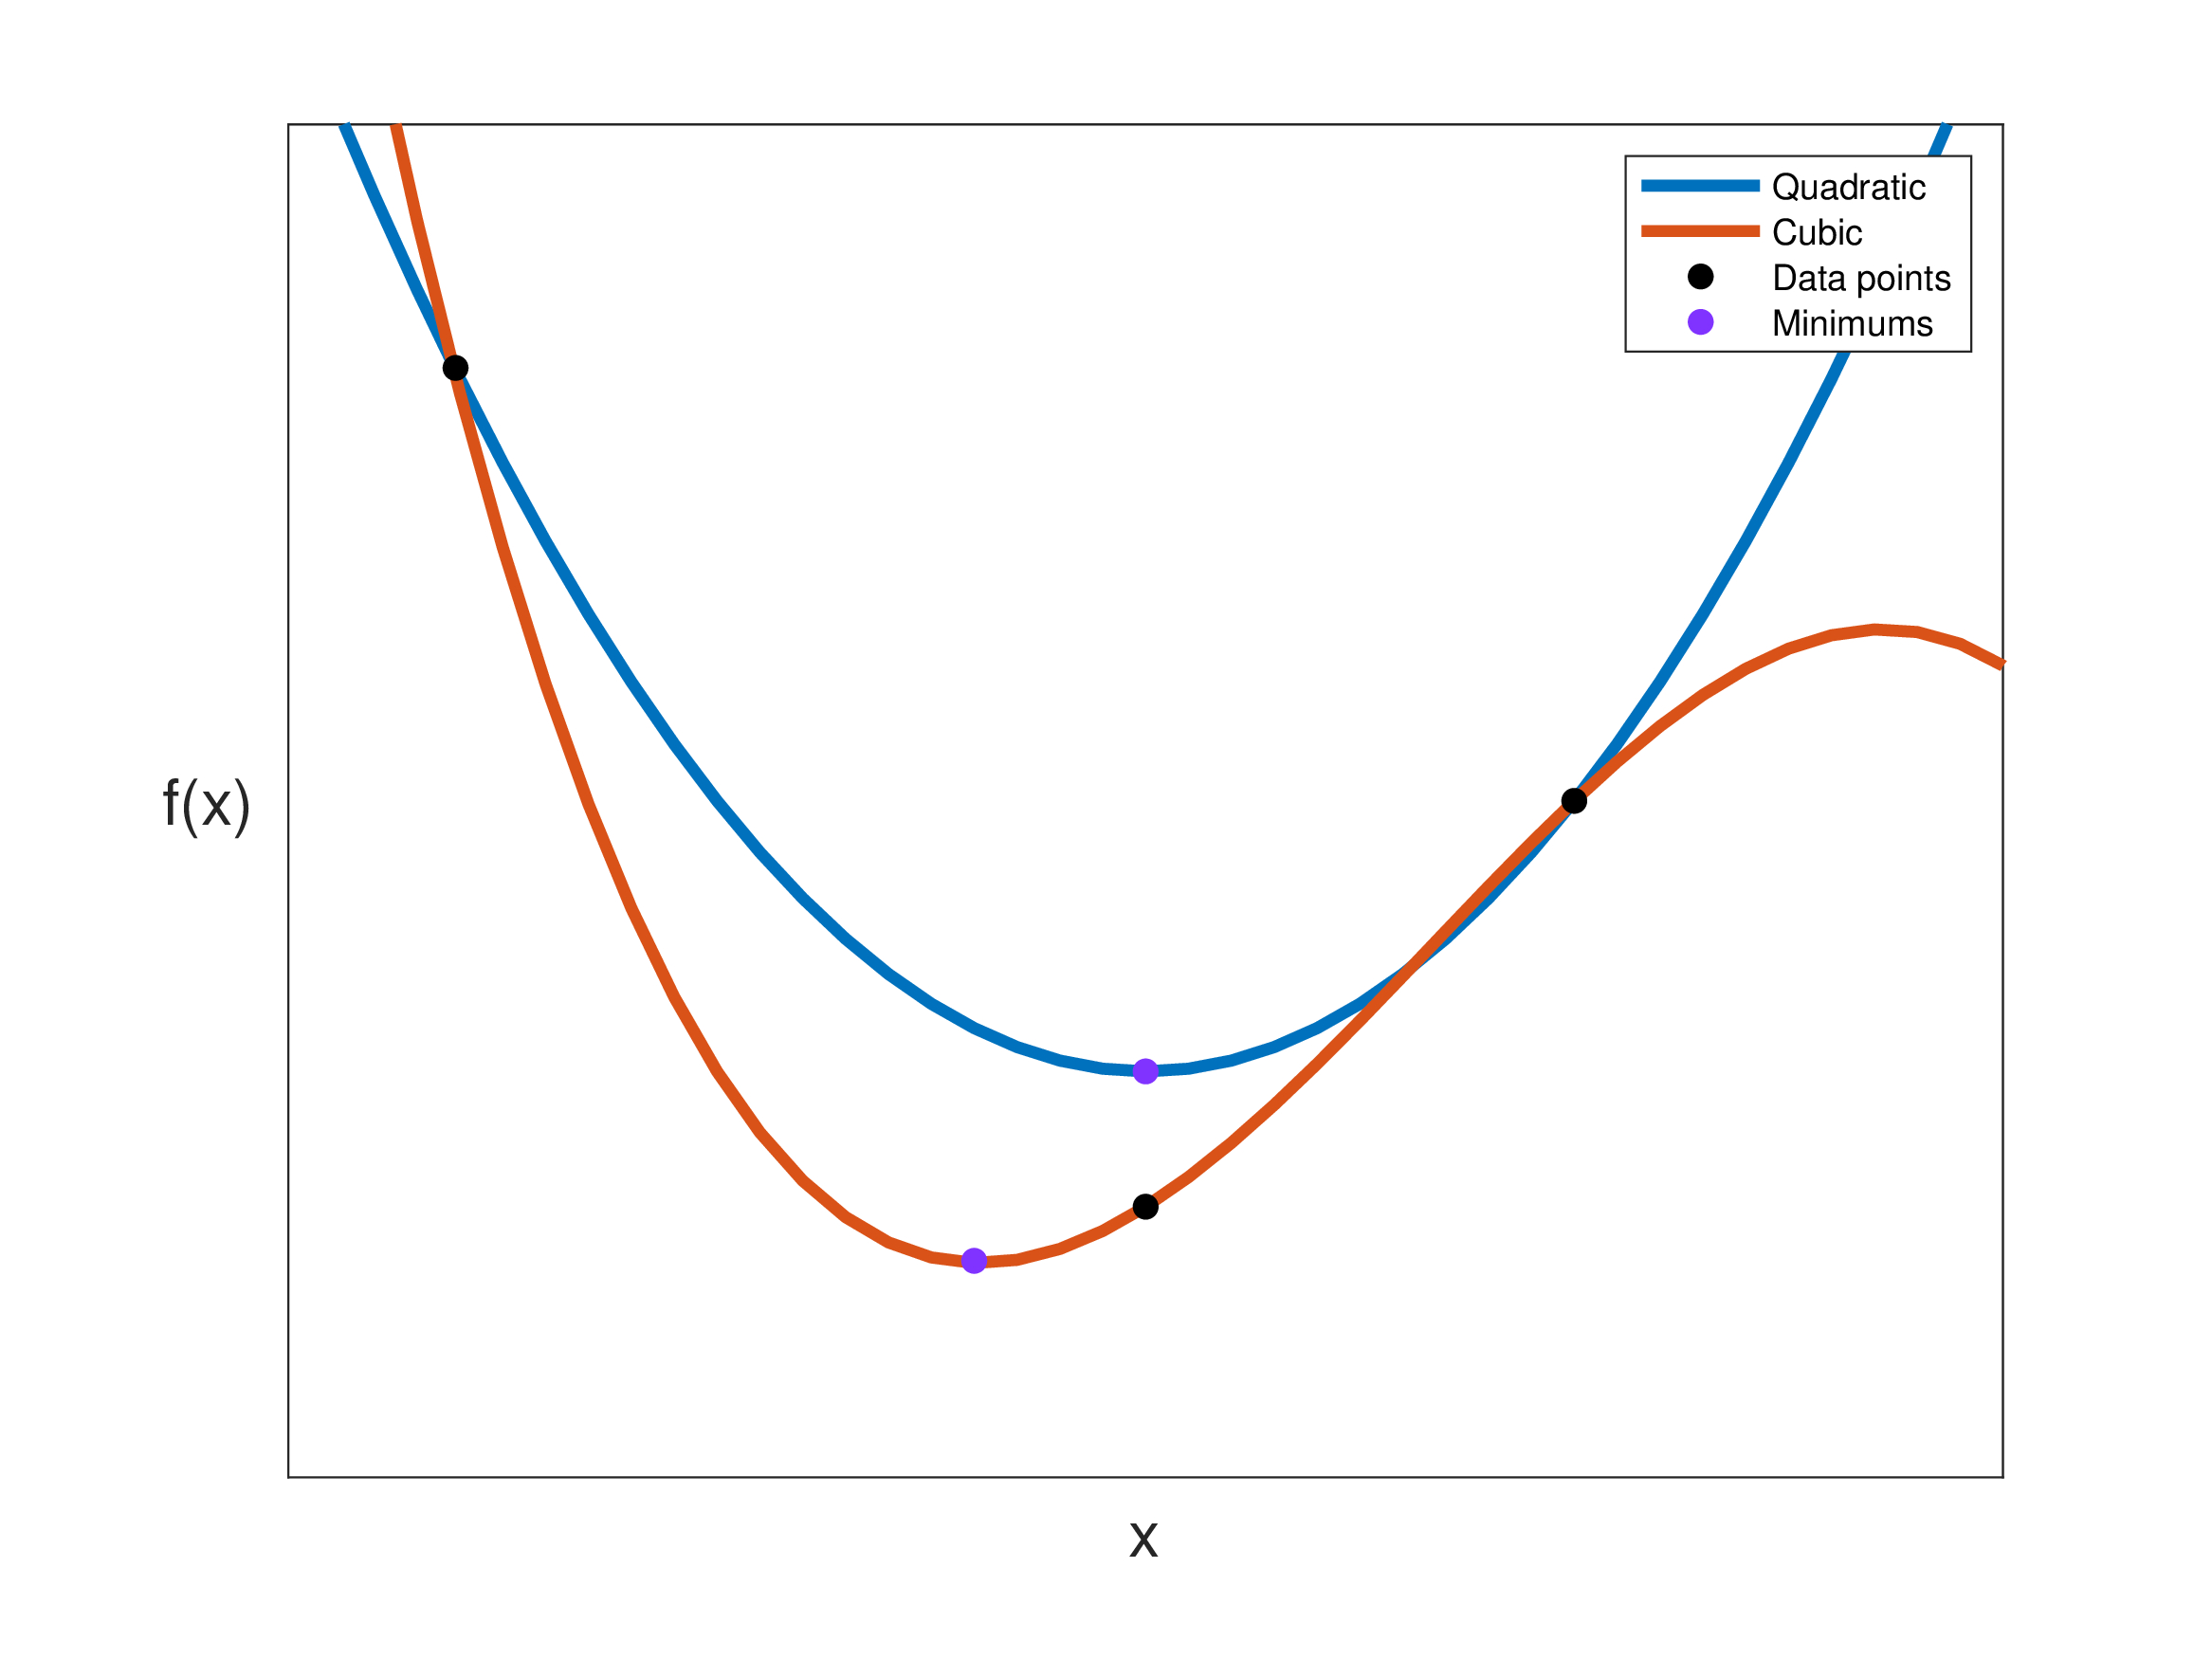 Quadratic
Cubic
Data points
Minimums
f(x)
x